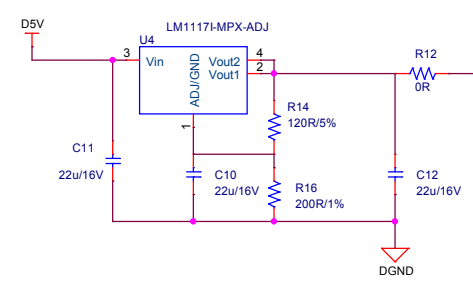 D5V
LM1117I-MPX-ADJ
U4
3
Vin
ADJ/GND
Vout2
Vout1
4
2
1
R12
0R
R14
120R/5%
C11
22u/16V
C10
22u/16V
R16
200R/1%
C12
22u/16V
DGND